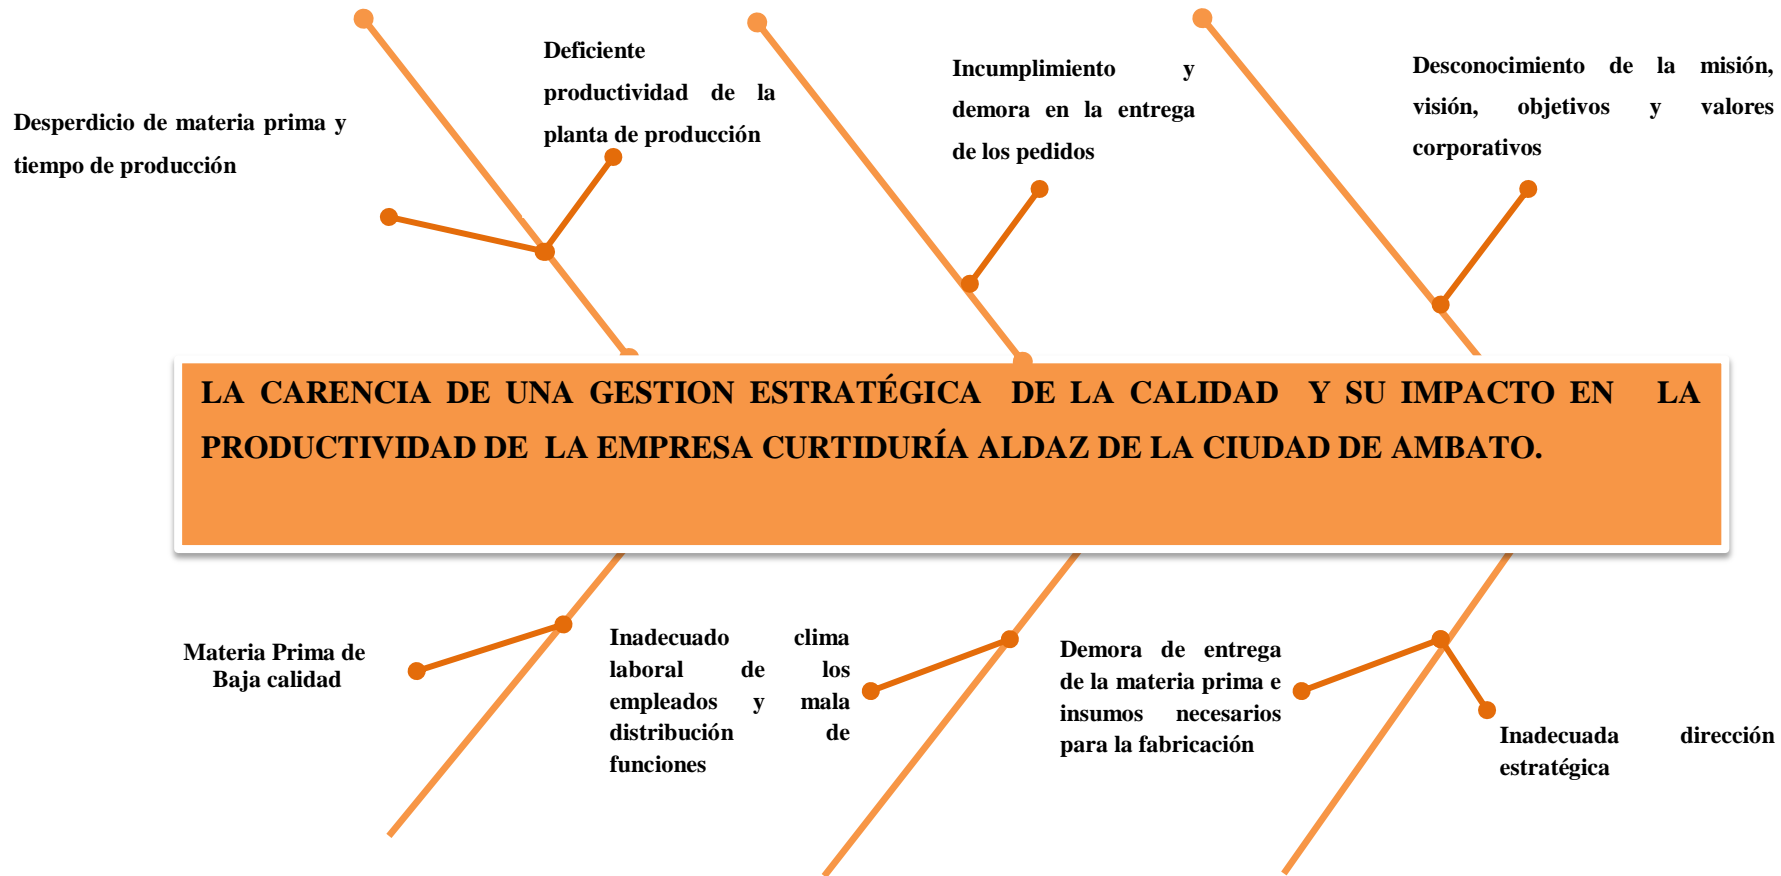 Desperdicio de materia prima y
tiempo de producción
Deficiente
productividad de la
planta de producción
Incumplimiento y
demora en la entrega
de los pedidos
Desconocimiento de la misión,
visión, objetivos y valores
corporativos
LA CARENCIA DE UNA GESTION ESTRATÉGICA DE LA CALIDAD Y SU IMPACTO EN LA
PRODUCTIVIDAD DE LA EMPRESA CURTIDURÍA ALDAZ DE LA CIUDAD DE AMBATO.
Materia Prima de
Baja calidad
Inadecuado clima
laboral de los
empleados y mala
distribución de
funciones
Demora de entrega
de la materia prima e
insumos necesarios
para la fabricación
Inadecuada dirección
estratégica